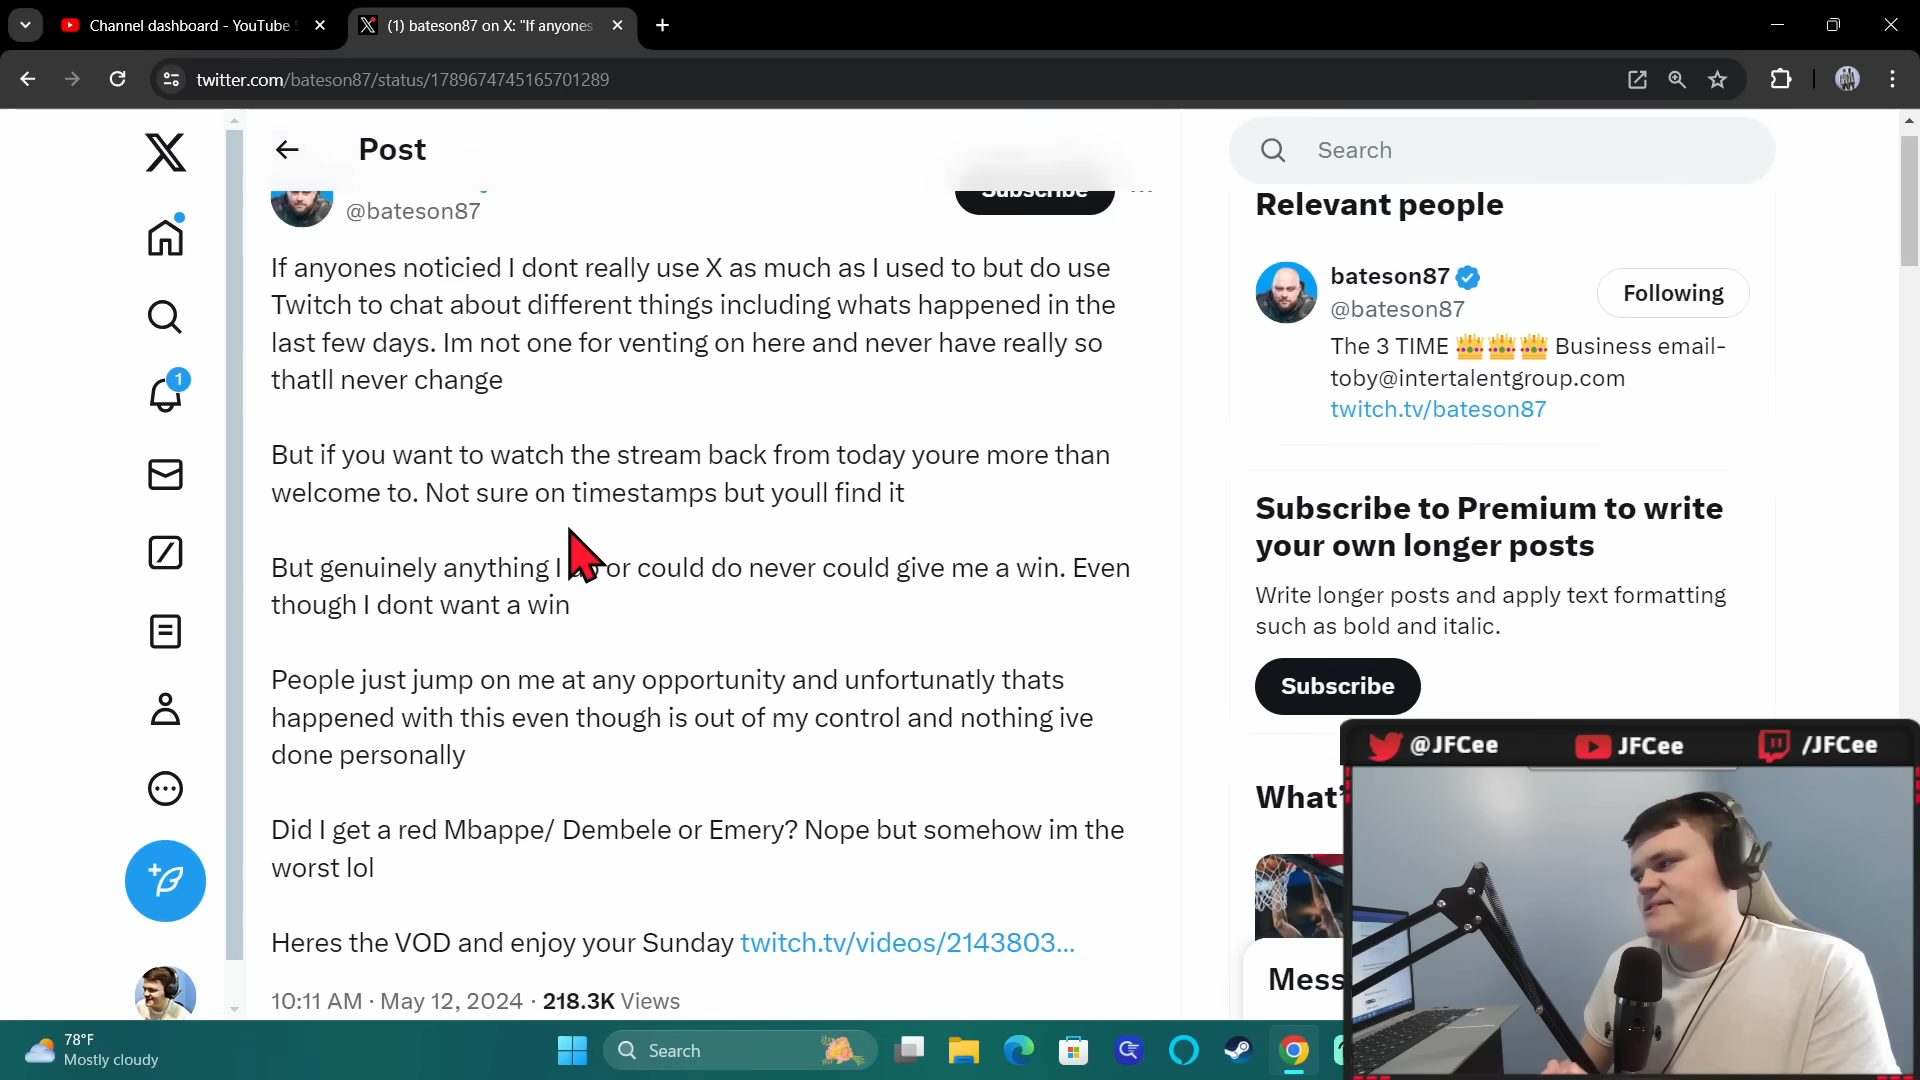 Channel dashboard - YouTube
(1) bateson87 on X: "If anyones
twitter.com/bateson87/status/1789674745165701289
Post
Search
Subscribe
@bateson87
If anyones noticied I dont really use X as much as I used to but do use
Twitch to chat about different things including whats happened in the
last few days. Im not one for venting on here and never have really so
thatll never change
But if you want to watch the stream back from today youre more than
welcome to. Not sure on timestamps but youll find it
But genuinely anything I or could do never could give me a win. Even
though I dont want a win
People just jump on me at any opportunity and unfortunatly thats
happened with this even though is out of my control and nothing ive
done personally
Did I get a red Mbappe/ Dembele or Emery? Nope but somehow im the
worst lol
Heres the VOD and enjoy your Sunday twitch.tv/videos/2143803...
10:11 AM · May 12, 2024 · 218.3K Views
1
Relevant people
bateson87
@bateson87
Following
The 3 TIME 👑👑👑 Business email-
toby@intertalentgroup.com
twitch.tv/bateson87
Subscribe to Premium to write
your own longer posts
Write longer posts and apply text formatting
such as bold and italic.
Subscribe
What'
Mess
@JFCee JFCee /JFCee
78°F
Mostly cloudy
Search